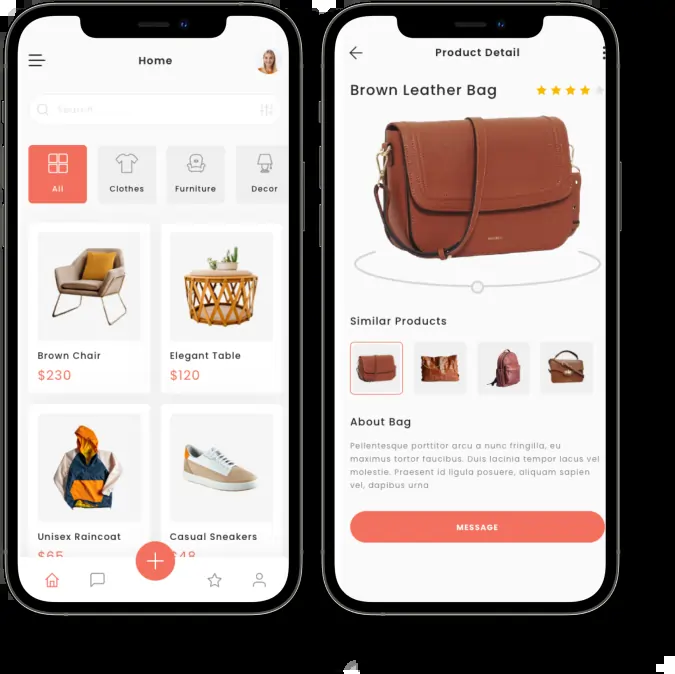 Home
Search
All
Clothes
Furniture
Decor
Brown Chair
$230
Elegant Table
$120
Unisex Raincoat
$65
Casual Sneakers
$48
Product Detail
Brown Leather Bag
Similar Products
About Bag
Pellentesque porttitor arcu a nunc fringilla, eu
maximus tortor faucibus. Duis lacinia tempor lacus vel
molestie. Praesent id ligula posuere, aliquam sapien
vel, dapibus urna
MESSAGE